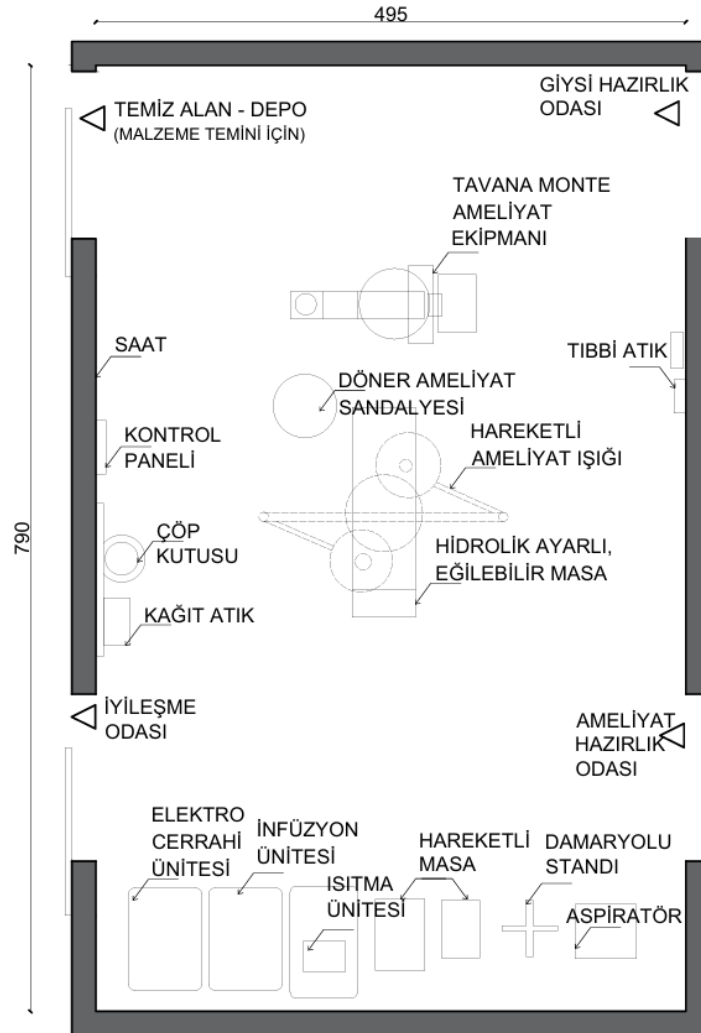 495
TEMİZ ALAN - DEPO
(MALZEME TEMİNİ İÇİN)
GİYSİ HAZIRLIK
ODASI
TAVANA MONTE
AMELİYAT
EKİPMANI
SAAT
TIBBİ ATIK
DÖNER AMELİYAT
SANDALYESİ
KONTROL
PANELİ
HAREKETLİ
AMELİYAT IŞIĞI
790
ÇÖP
KUTUSU
HİDROLİK AYARLI,
EĞİLEBİLİR MASA
KAĞIT ATIK
İYİLEŞME
ODASI
AMELİYAT
HAZIRLIK
ODASI
ELEKTRO
CERRAHİ
ÜNİTESİ
İNFÜZYON
ÜNİTESİ
ISITMA
ÜNİTESİ
HAREKETLİ
MASA
DAMARYOLU
STANDI
ASPİRATÖR